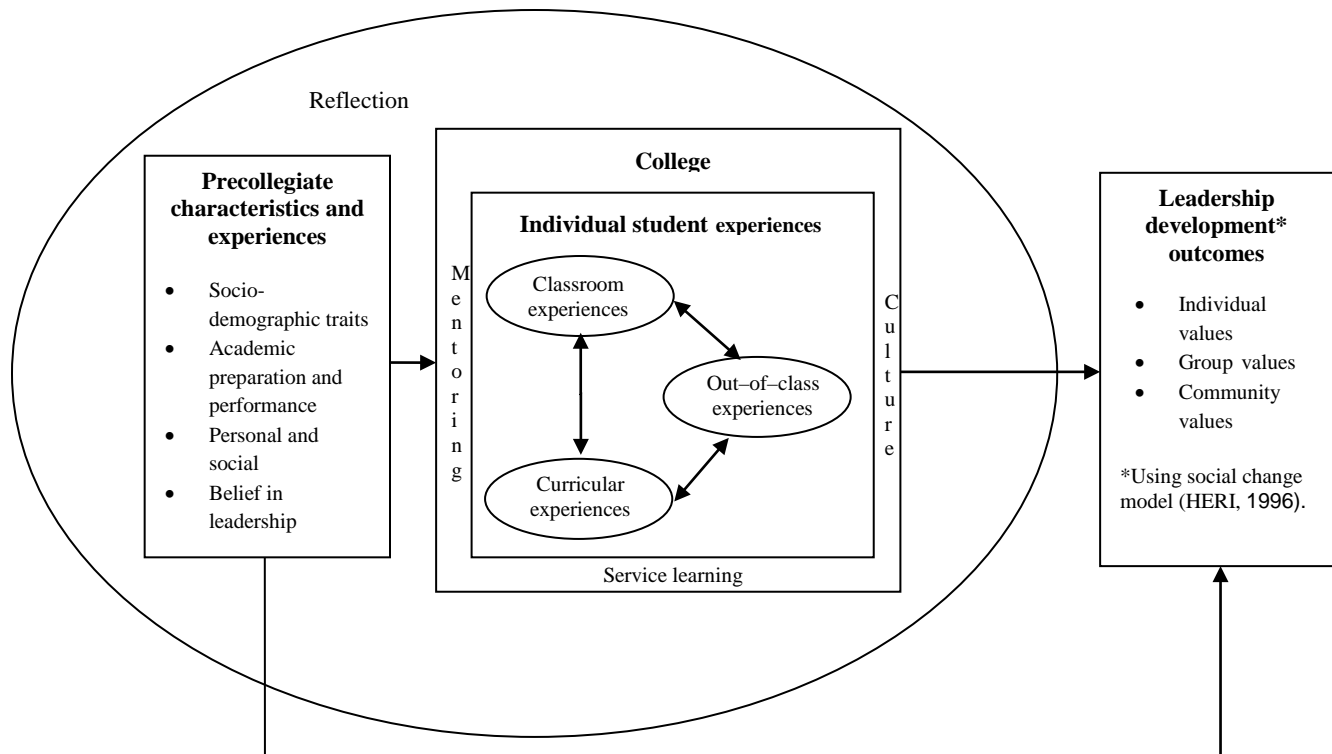 Reflection
Precollegiate
characteristics and
experiences
• Socio-
demographic traits
• Academic
preparation and
performance
• Personal and
social
• Belief in
leadership
College
Mentoring
Individual student experiences
Classroom
experiences
Out–of–class
experiences
Curricular
experiences
Culture
Service learning
Leadership
development*
outcomes
• Individual
values
• Group values
• Community
values
*Using social change
model (HERI, 1996).